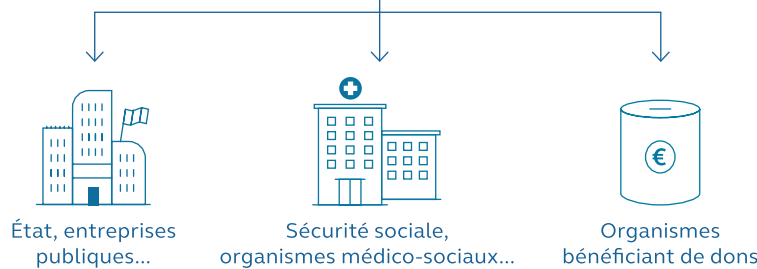 €
État, entreprises
publiques...
Sécurité sociale,
organismes médico-sociaux...
Organismes
bénéficiant de dons